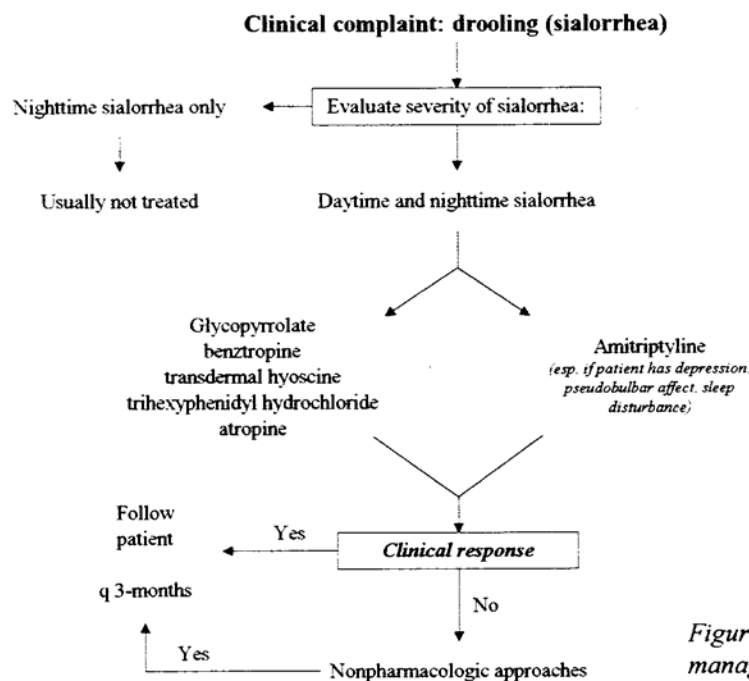 Clinical complaint: drooling (sialorrhea)
Nighttime sialorrhea only
Evaluate severity of sialorrhea:
Usually not treated
Daytime and nighttime sialorrhea
Glycopyrrolate
benztropine
transdermal hyoscine
trihexyphenidyl hydrochloride
atropine
Amitriptyline
(esp. if patient has depression,
pseudobulbar affect, sleep
disturbance)
Follow
patient
q 3-months
Yes
Clinical response
No
Yes
Nonpharmacologic approaches
Figur
manag